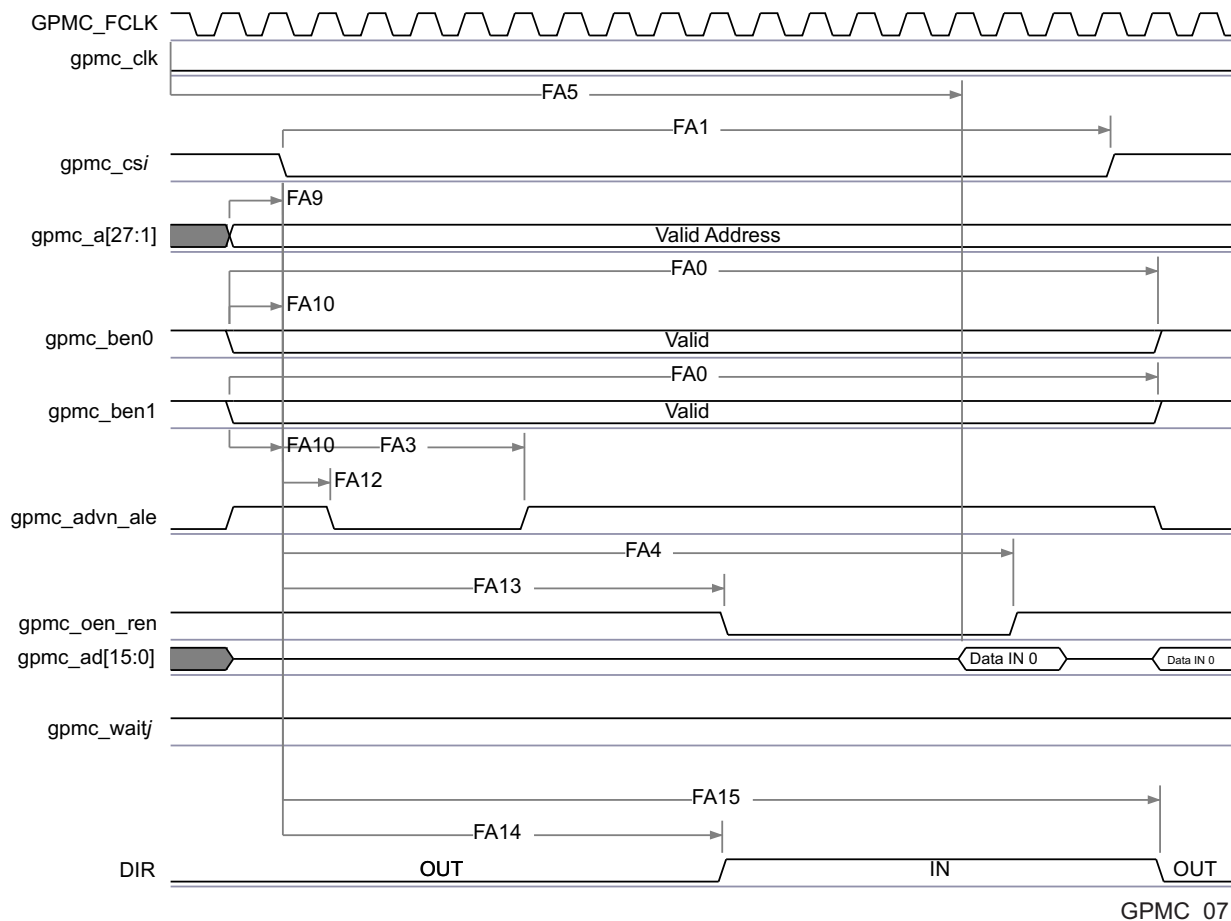 GPMC_FCLK
gpmc_clk
FA5
FA1
gpmc_csi
FA9
gpmc_a[27:1]
Valid Address
FA0
FA10
gpmc_ben0
Valid
FA0
gpmc_ben1
Valid
FA10
FA3
FA12
gpmc_advn_ale
FA4
FA13
gpmc_oen_ren
gpmc_ad[15:0]
Data IN 0
Data IN 0
gpmc_waitj
FA15
FA14
DIR
OUT
IN
OUT
GPMC_07